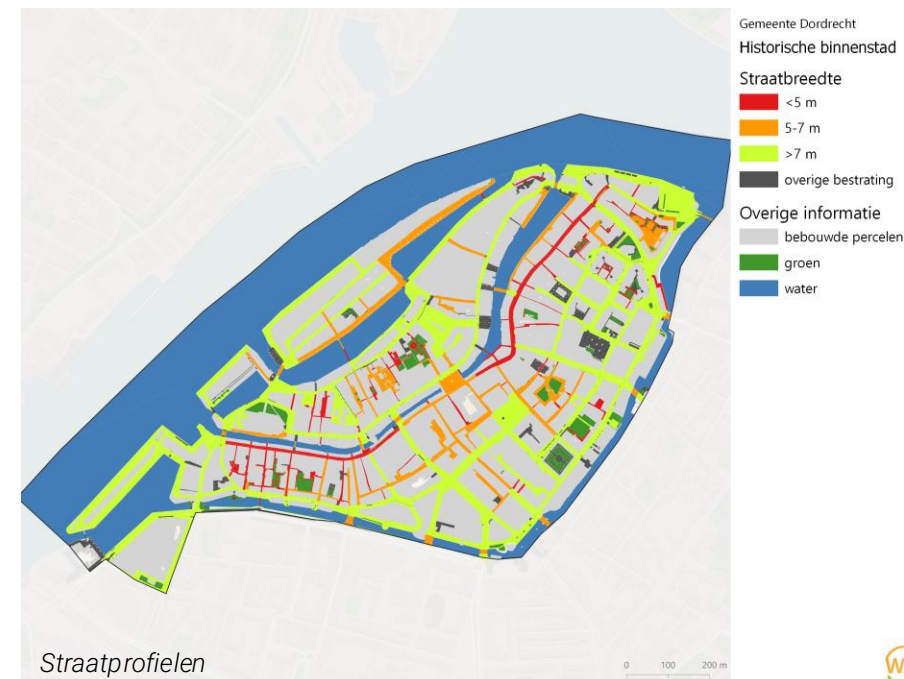 Gemeente Dordrecht
Historische binnenstad
Straatbreedte
<5 m
5-7 m
>7 m
overige bestrating
Overige informatie
bebouwde percelen
groen
water
Straatprofielen
0 100 200 m
W